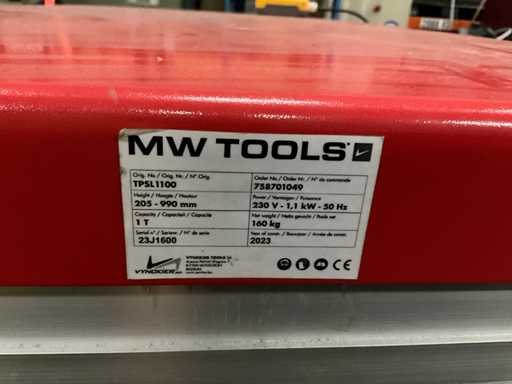 MW TOOLS
Orig. No / Orig. Nr. / N° Orig.
TPSL1100
Order No. / Order Nr. / N° de commande
758701049
Height / Hoogte / Hauteur
205 - 990 mm
Power / Vermogen / Puissance
230 V - 1,1 kW - 50 Hz
Capacity / Capaciteit / Capacité
1 T
Net weight / Netto gewicht / Poids net
160 kg
Serial n° / Serienr. / N° de série
23J1600
Year of constr. / Bouwjaar / Année de constr.
2023
VYNCKIER
VYNCKIER TOOLS
CE